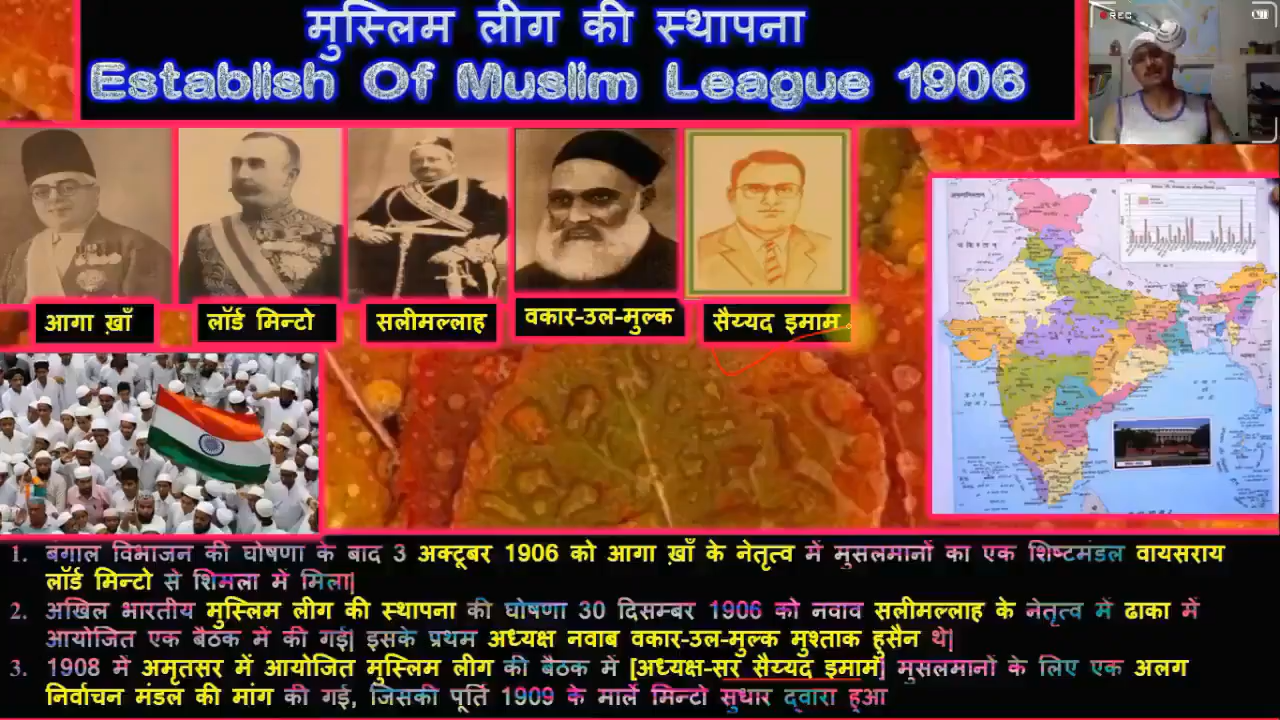 मुस्लिम लीग की स्थापना
Establish Of Muslim League 1906
REC
आगा ख़ाँ
लॉर्ड मिन्टो
सलीमल्लाह
वकार-उल-मुल्क
सैय्यद इमाम
1. बंगाल विभाजन की घोषणा के बाद 3 अक्टूबर 1906 को आगा ख़ाँ के नेतृत्व में मुसलमानों का एक शिष्टमंडल वायसराय
लॉर्ड मिन्टो से शिमला में मिला|
2. अखिल भारतीय मुस्लिम लीग की स्थापना की घोषणा 30 दिसम्बर 1906 को नवाव सलीमल्लाह के नेतृत्व में ढाका में
आयोजित एक बैठक में की गई| इसके प्रथम अध्यक्ष नवाब वकार-उल-मुल्क मुश्ताक हुसैन थे|
3. 1908 में अमृतसर में आयोजित मुस्लिम लीग की बैठक में [अध्यक्ष-सर सैय्यद इमाम] मुसलमानों के लिए एक अलग
निर्वाचन मंडल की मांग की गई, जिसकी पूर्ति 1909 के मार्ले मिन्टो सुधार द्वारा हुआ